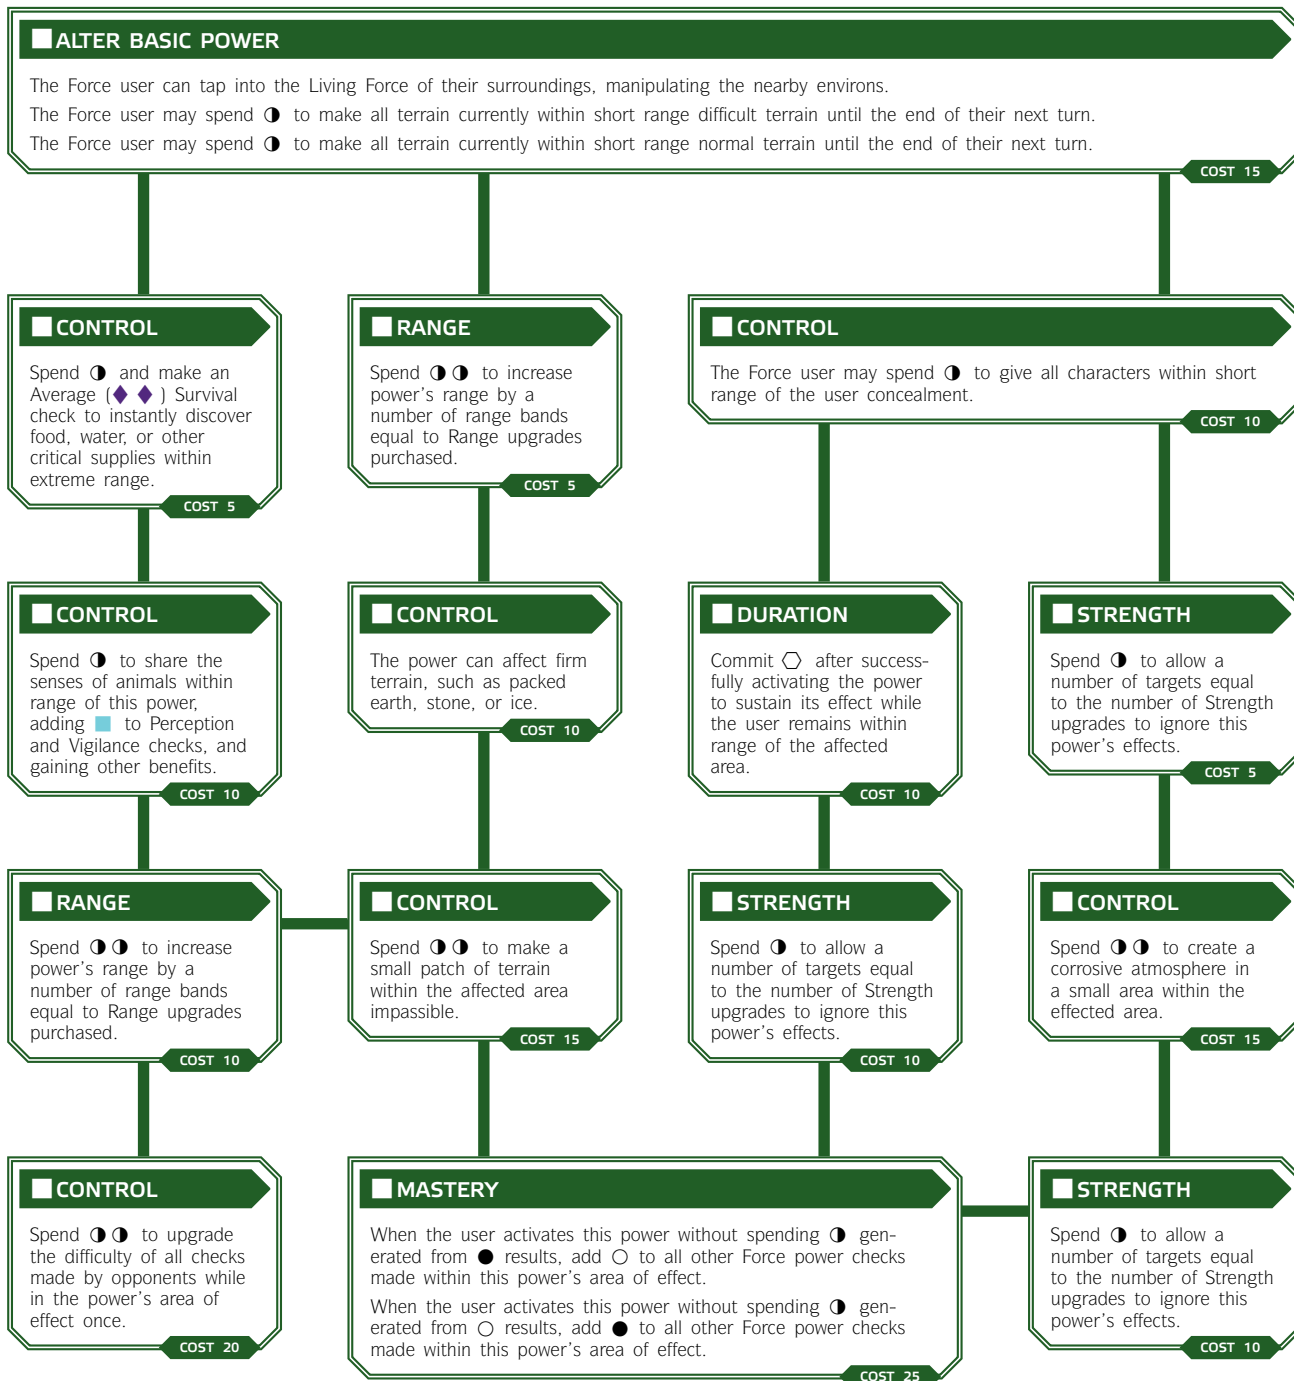 ALTER BASIC POWER
The Force user can tap into the Living Force of their surroundings, manipulating the nearby environs.
The Force user may spend ◑ to make all terrain currently within short range difficult terrain until the end of their next turn.
The Force user may spend ◑ to make all terrain currently within short range normal terrain until the end of their next turn.
COST 15
CONTROL
Spend ◑ and make an
Average (♦ ♦) Survival
check to instantly discover
food, water, or other
critical supplies within
extreme range.
COST 5
RANGE
Spend ◑◑ to increase
power's range by a
number of range bands
equal to Range upgrades
purchased.
COST 5
CONTROL
The Force user may spend ◑ to give all characters within short
range of the user concealment.
COST 10
CONTROL
Spend ◑ to share the
senses of animals within
range of this power,
adding ■ to Perception
and Vigilance checks, and
gaining other benefits.
COST 10
CONTROL
The power can affect firm
terrain, such as packed
earth, stone, or ice.
COST 10
DURATION
Commit ⬡ after success-
fully activating the power
to sustain its effect while
the user remains within
range of the affected
area.
COST 10
STRENGTH
Spend ◑ to allow a
number of targets equal
to the number of Strength
upgrades to ignore this
power's effects.
COST 5
RANGE
Spend ◑◑ to increase
power's range by a
number of range bands
equal to Range upgrades
purchased.
COST 10
CONTROL
Spend ◑◑ to make a
small patch of terrain
within the affected area
impassible.
COST 15
STRENGTH
Spend ◑ to allow a
number of targets equal
to the number of Strength
upgrades to ignore this
power's effects.
COST 10
CONTROL
Spend ◑◑ to create a
corrosive atmosphere in
a small area within the
effected area.
COST 15
CONTROL
Spend ◑◑ to upgrade
the difficulty of all checks
made by opponents while
in the power's area of
effect once.
COST 20
MASTERY
When the user activates this power without spending ◑ gen-
erated from ● results, add ○ to all other Force power checks
made within this power's area of effect.
When the user activates this power without spending ◑ gen-
erated from ○ results, add ● to all other Force power checks
made within this power's area of effect.
COST 25
STRENGTH
Spend ◑ to allow a
number of targets equal
to the number of Strength
upgrades to ignore this
power's effects.
COST 10